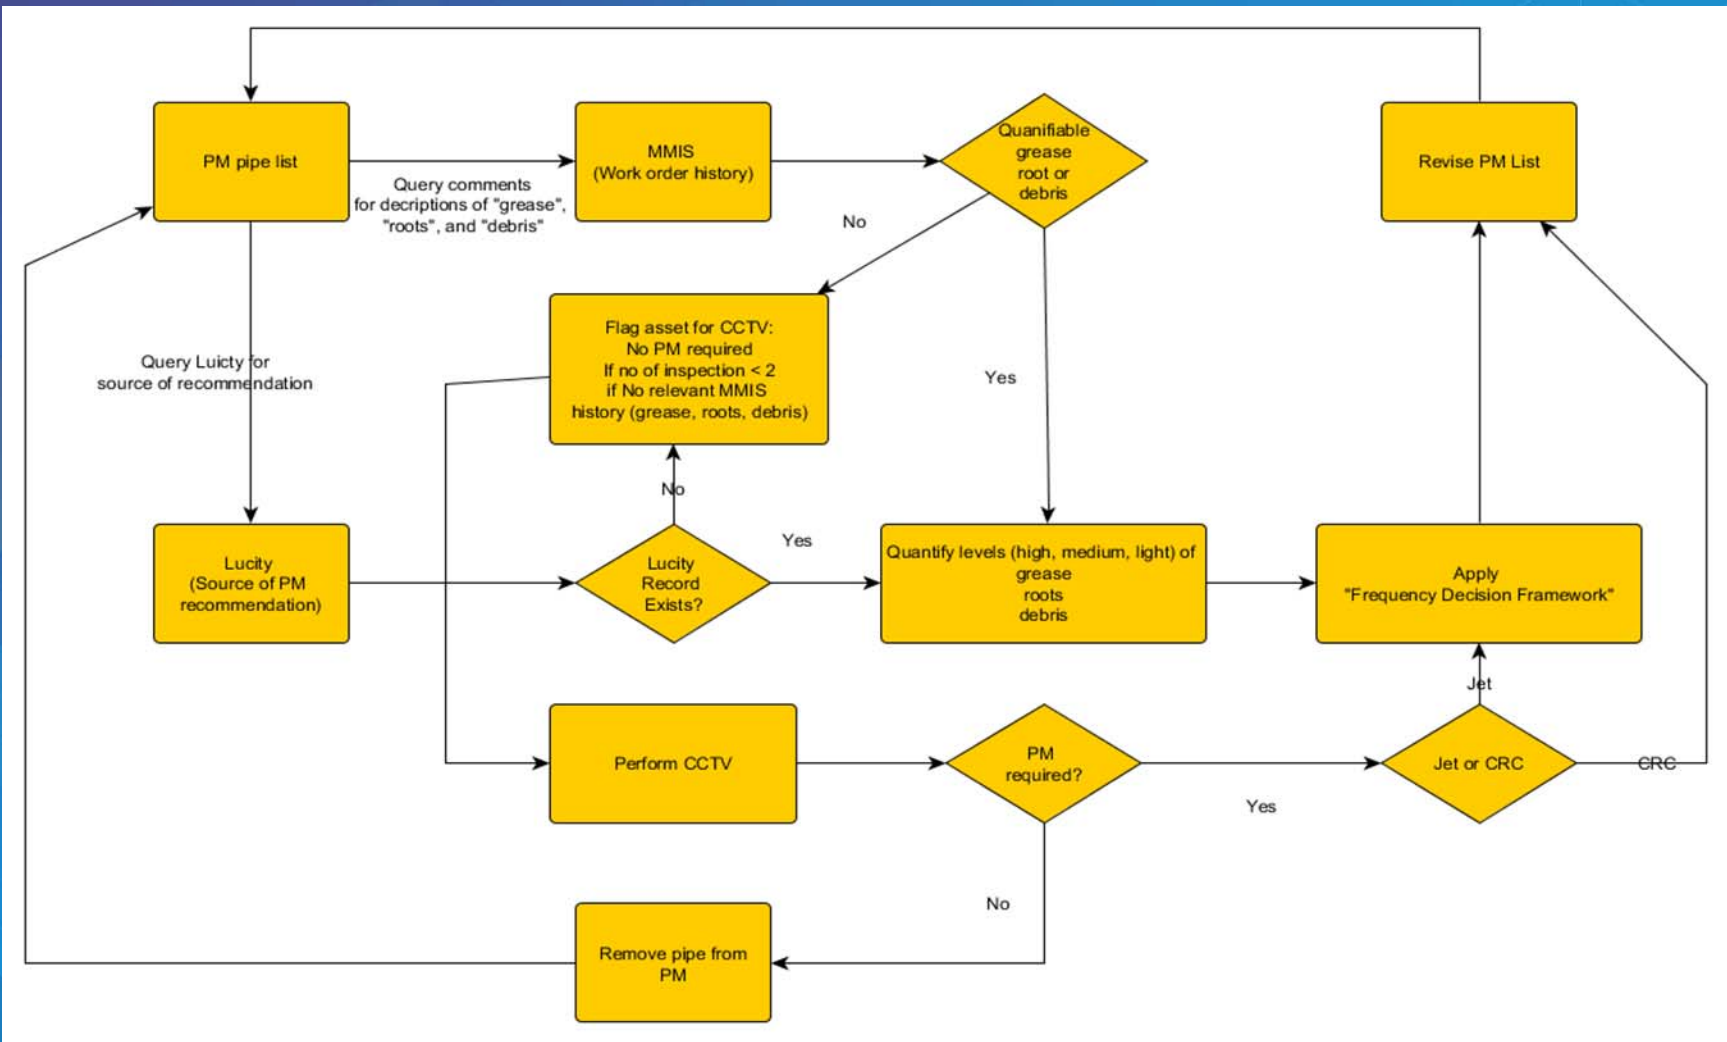 PM pipe list
Query comments
for decriptions of "grease",
"roots", and "debris"
MMIS
(Work order history)
Quanifiable
grease
root or
debris
Revise PM List
No
Yes
Query Luicty for
source of recommendation
Flag asset for CCTV:
No PM required
If no of inspection < 2
if No relevant MMIS
history (grease, roots, debris)
No
Lucity
(Source of PM
recommendation)
Lucity
Record
Exists?
Yes
Quantify levels (high, medium, light) of
grease
roots
debris
Apply
"Frequency Decision Framework"
Jet
Perform CCTV
PM
required?
Yes
Jet or CRC
CRC
No
Remove pipe from
PM